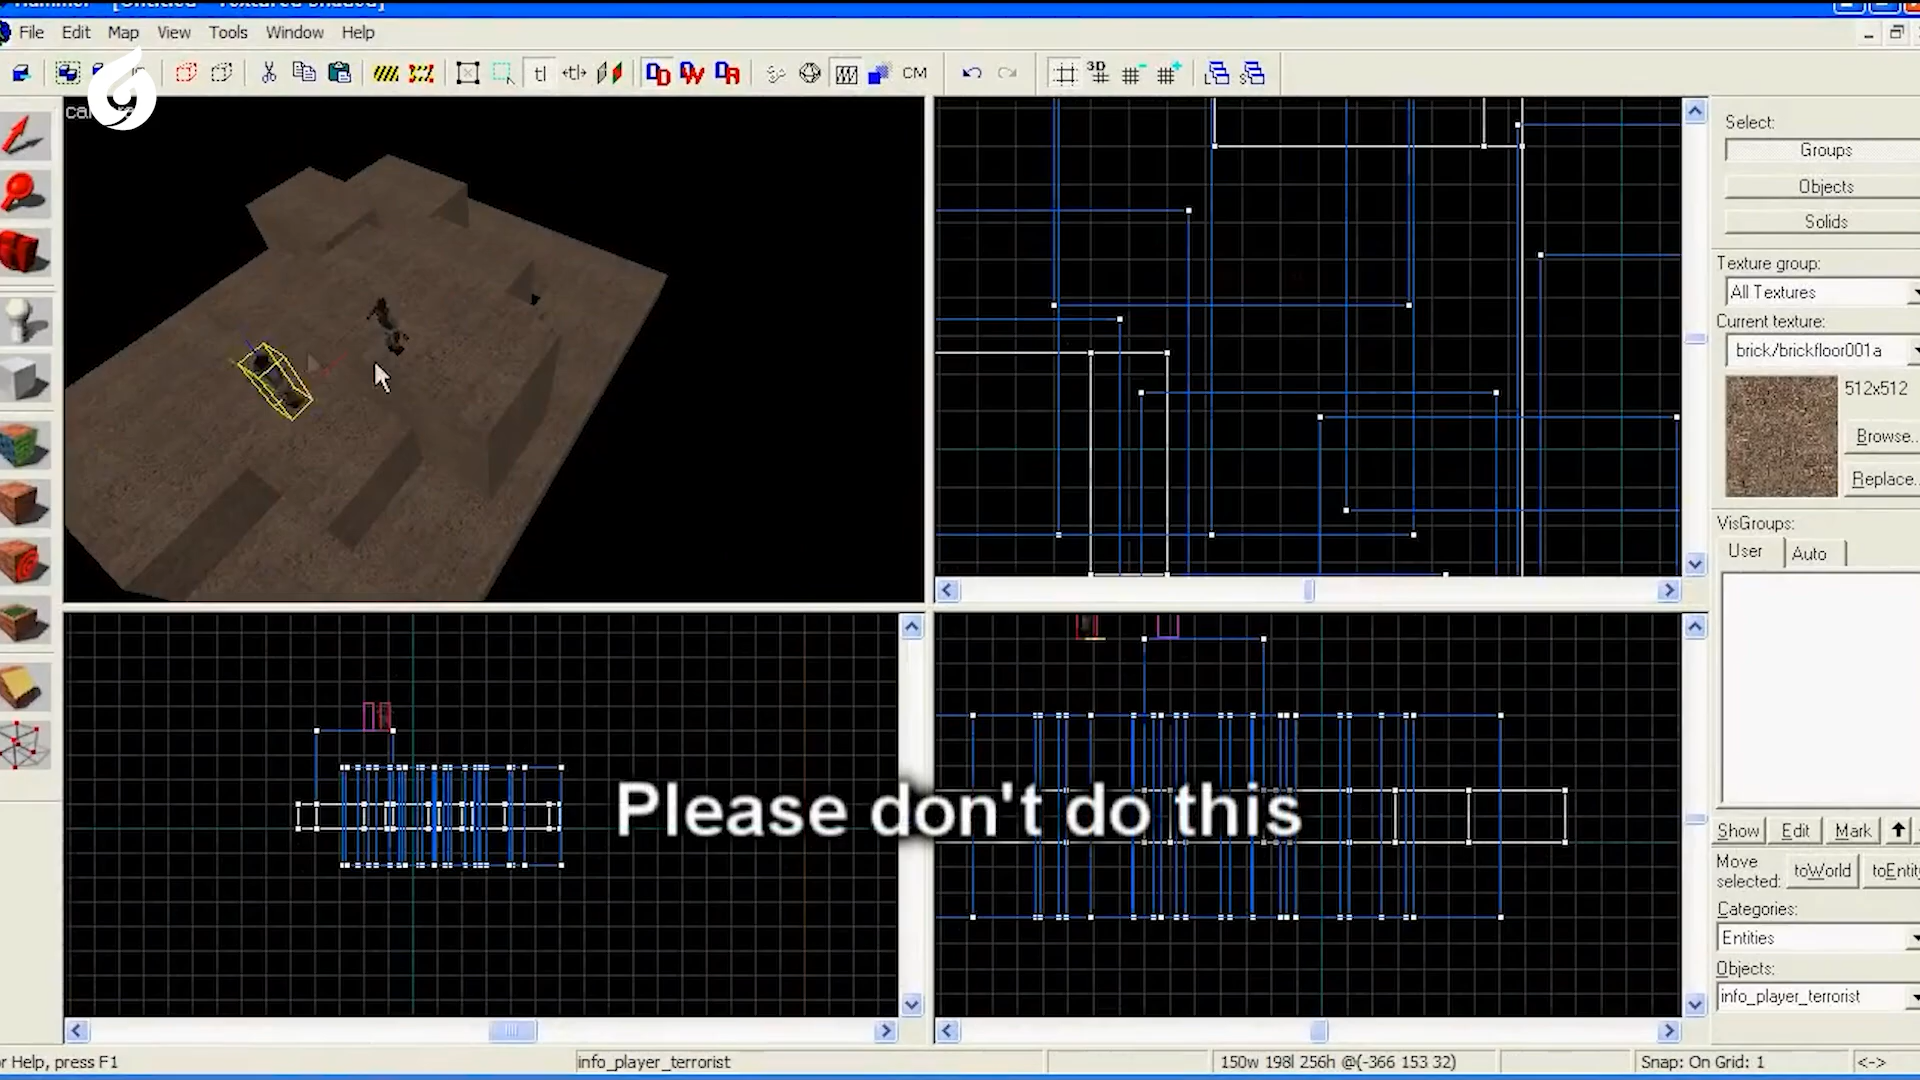 File Edit Map View Tools Window Help
3D
CM
Select:
Groups
Objects
Solids
Texture group:
All Textures
Current texture:
brick/brickfloor001a
512x512
Browse..
Replace..
VisGroups:
User Auto
Please don't do this
Show Edit Mark
Move selected:
toWorld
Categories:
Entities
Objects:
info_player_terrorist
r Help, press F1
info_player_terrorist
150w 198l 256h @(-366 153 32)
Snap: On Grid: 1
<->